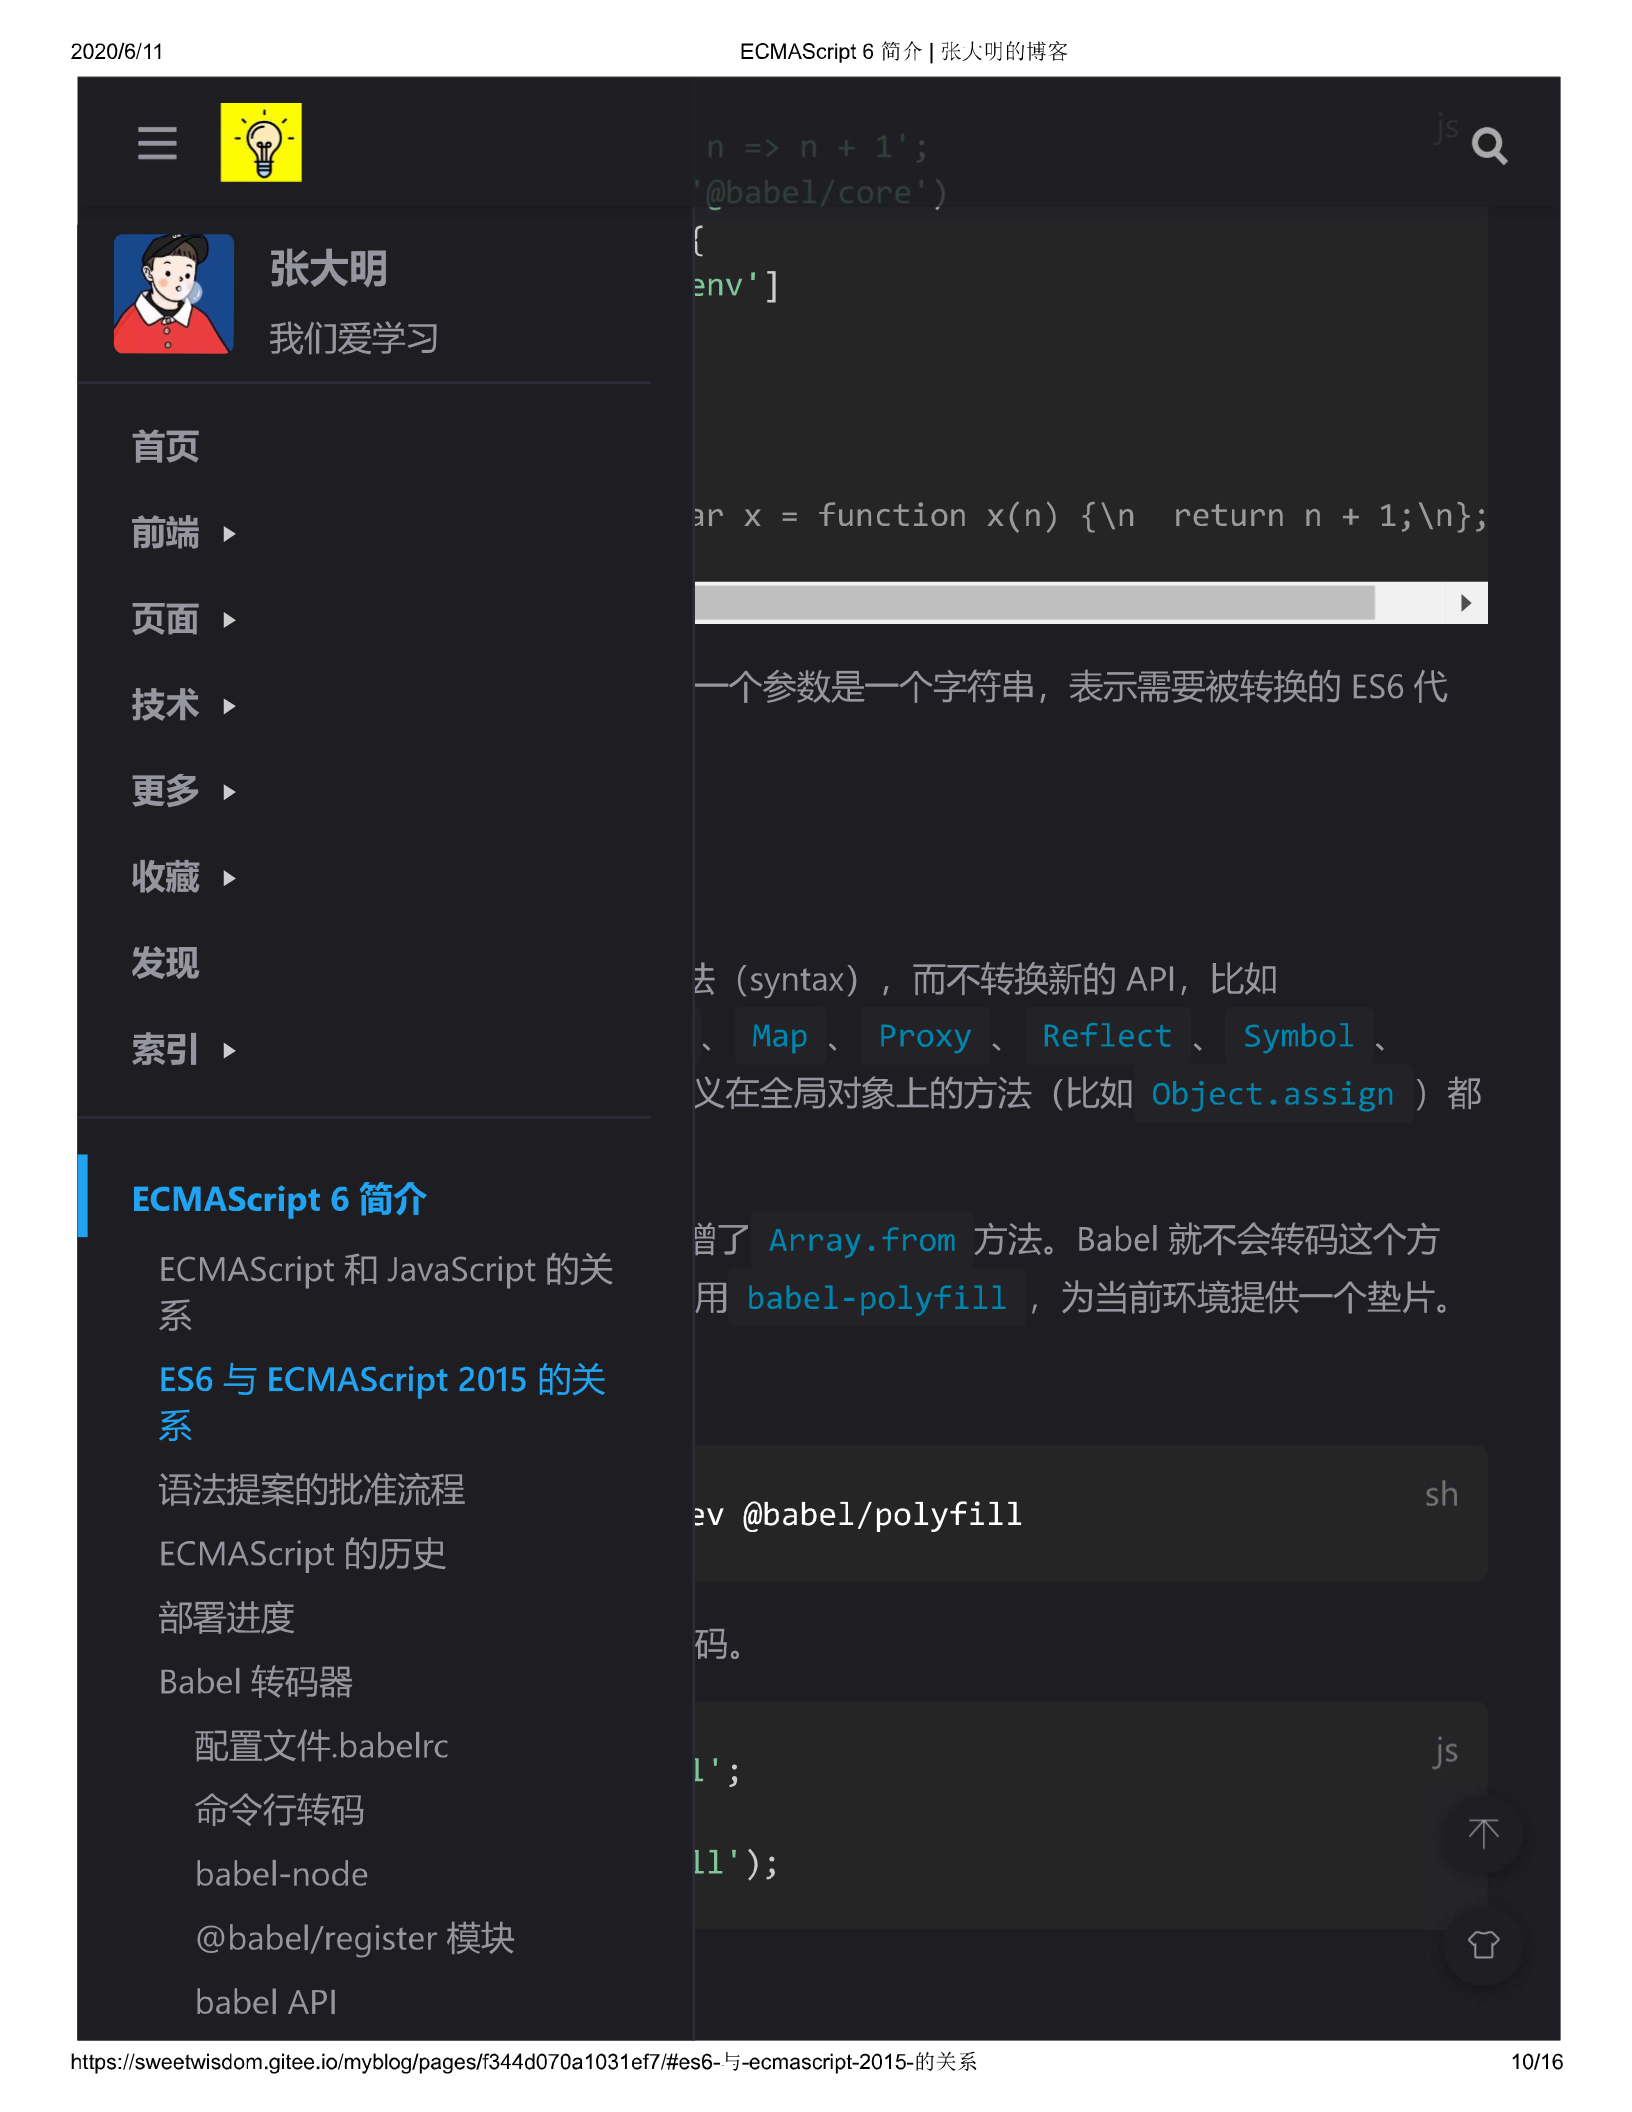 2020/6/11
ECMAScript 6 简介 | 张大明的博客
js
n => n + 1';
'@babel/core')
{
env']
张大明
我们爱学习
首页
前端
页面
技术
更多
收藏
发现
索引
ar x = function x(n) {\n  return n + 1;\n};
一个参数是一个字符串，表示需要被转换的 ES6 代
法（syntax），而不转换新的 API，比如
、 Map 、 Proxy 、 Reflect 、 Symbol 、
义在全局对象上的方法（比如 Object.assign ）都
增了 Array.from 方法。Babel 就不会转码这个方
用 babel-polyfill ，为当前环境提供一个垫片。
sh
ev @babel/polyfill
码。
js
l';
ll');
ECMAScript 6 简介
ECMAScript 和 JavaScript 的关
系
ES6 与 ECMAScript 2015 的关
系
语法提案的批准流程
ECMAScript 的历史
部署进度
Babel 转码器
配置文件.babelrc
命令行转码
babel-node
@babel/register 模块
babel API
https://sweetwisdom.gitee.io/myblog/pages/f344d070a1031ef7/#es6-与-ecmascript-2015-的关系
10/16